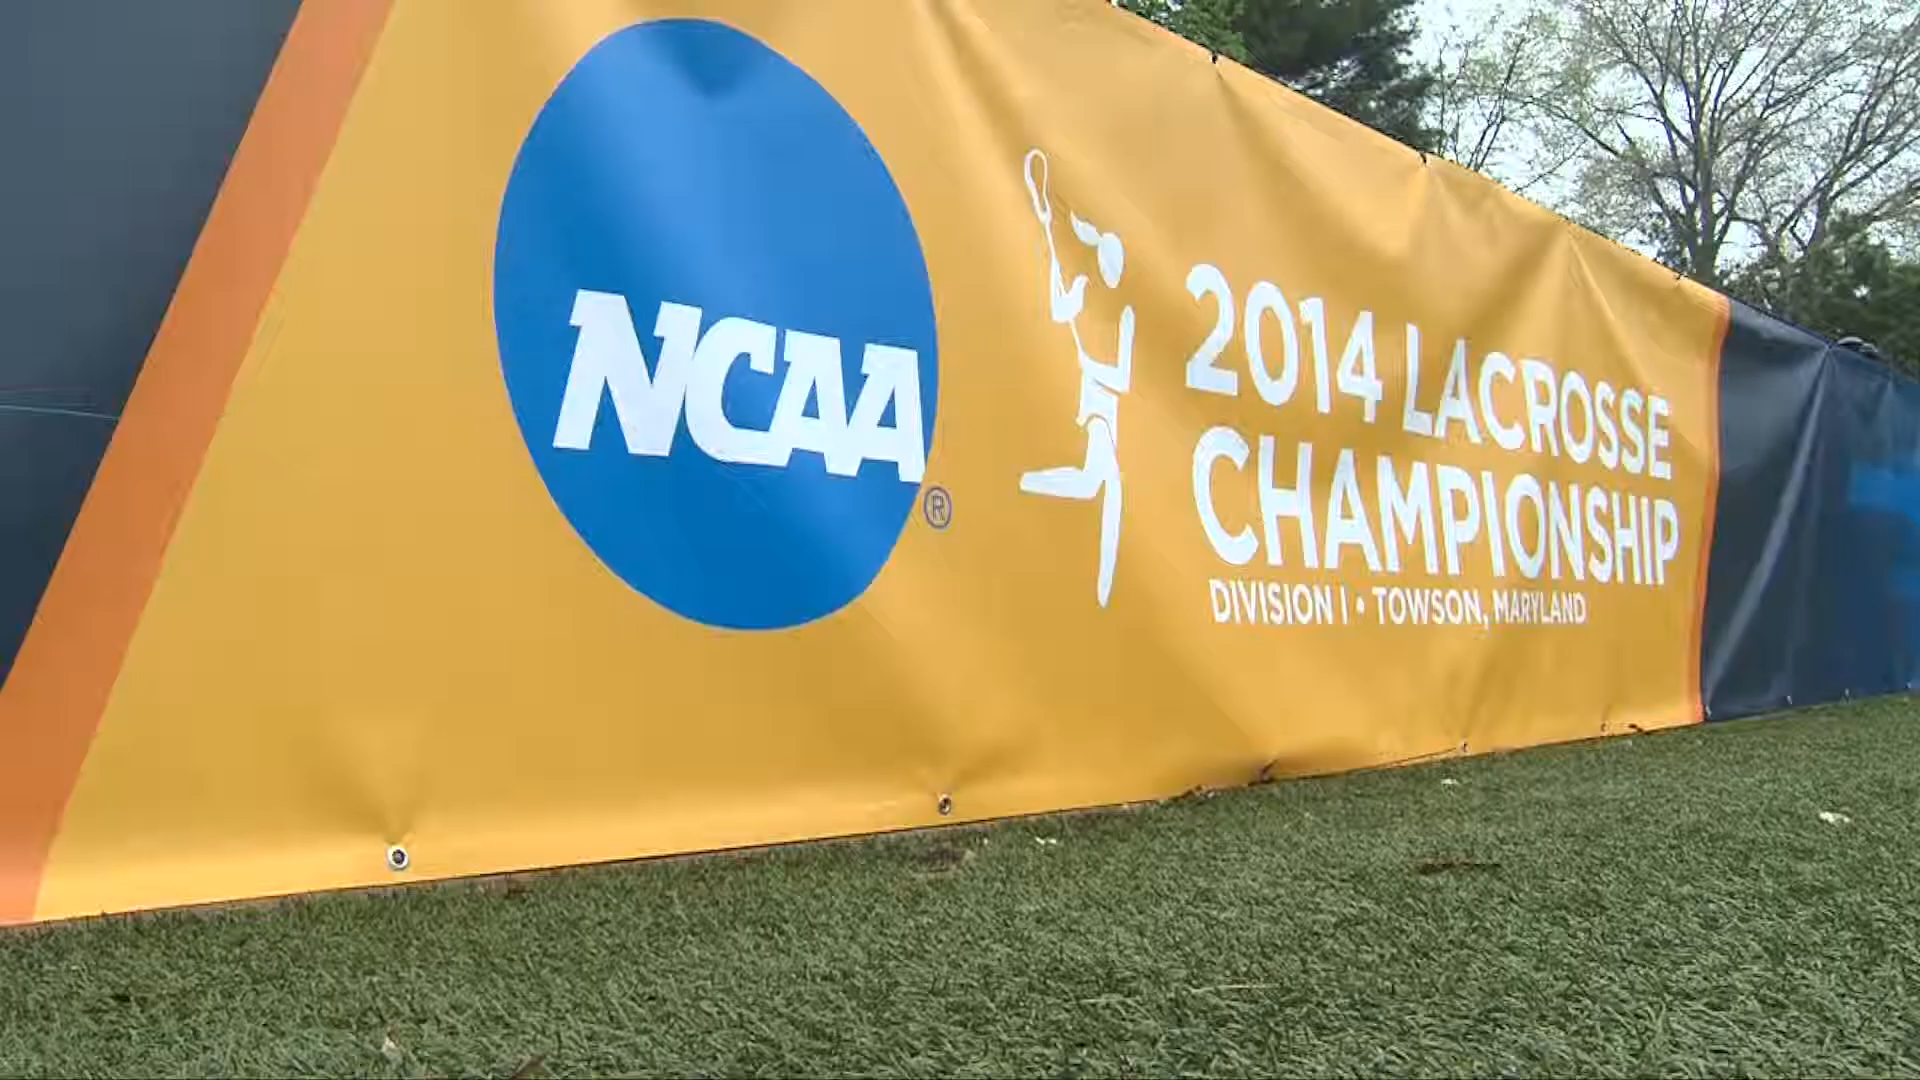 NCAA
®
2014 LACROSSE
CHAMPIONSHIP
DIVISION I • TOWSON, MARYLAND